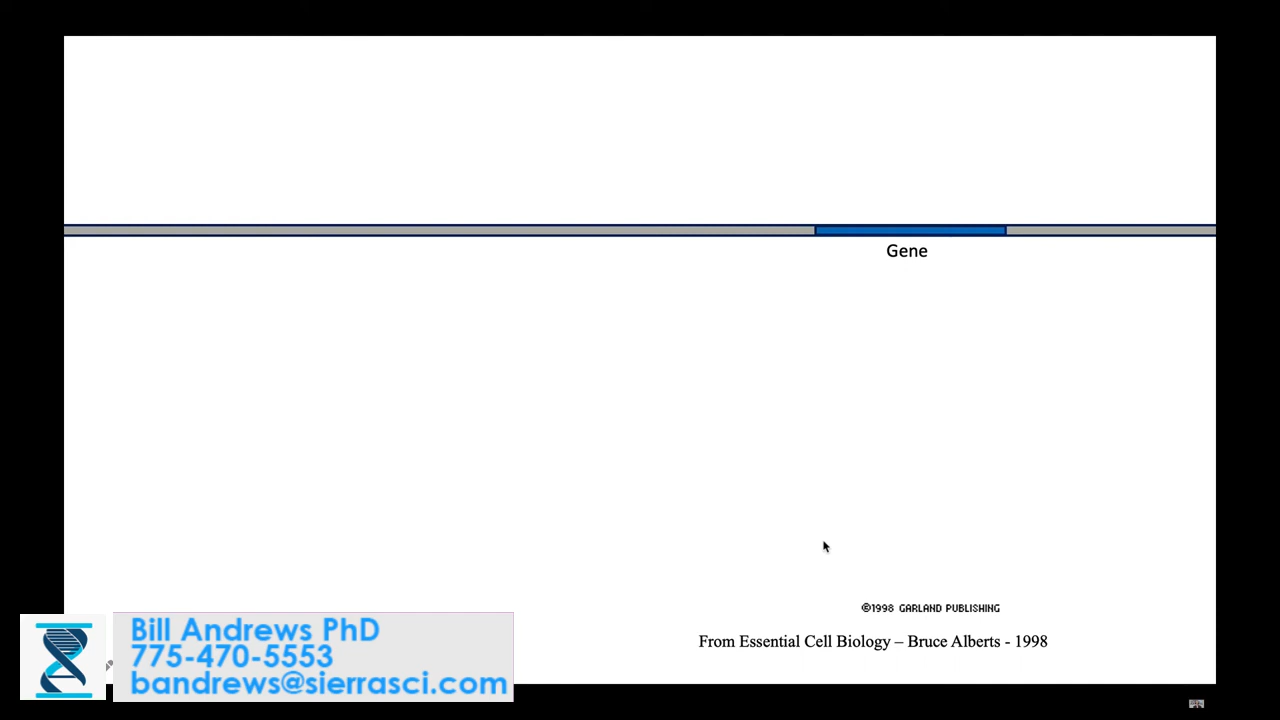 Gene
©1998 GARLAND PUBLISHING
From Essential Cell Biology – Bruce Alberts - 1998
Bill Andrews PhD
775-470-5553
bandrews@sierrasci.com